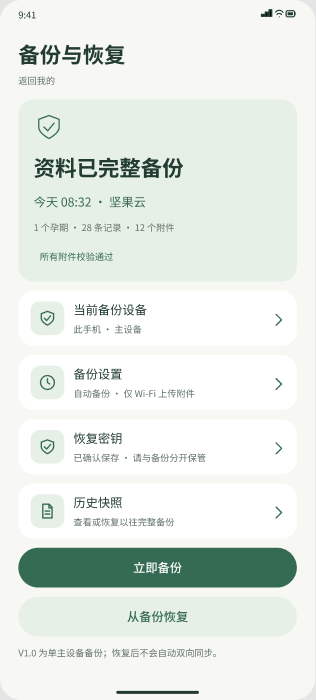 9:41
备份与恢复
返回我的
资料已完整备份
今天 08:32 · 坚果云
1 个孕期 · 28 条记录 · 12 个附件
所有附件校验通过
当前备份设备
此手机 · 主设备
备份设置
自动备份 · 仅 Wi-Fi 上传附件
恢复密钥
已确认保存 · 请与备份分开保管
历史快照
查看或恢复以往完整备份
立即备份
从备份恢复
V1.0 为单主设备备份；恢复后不会自动双向同步。